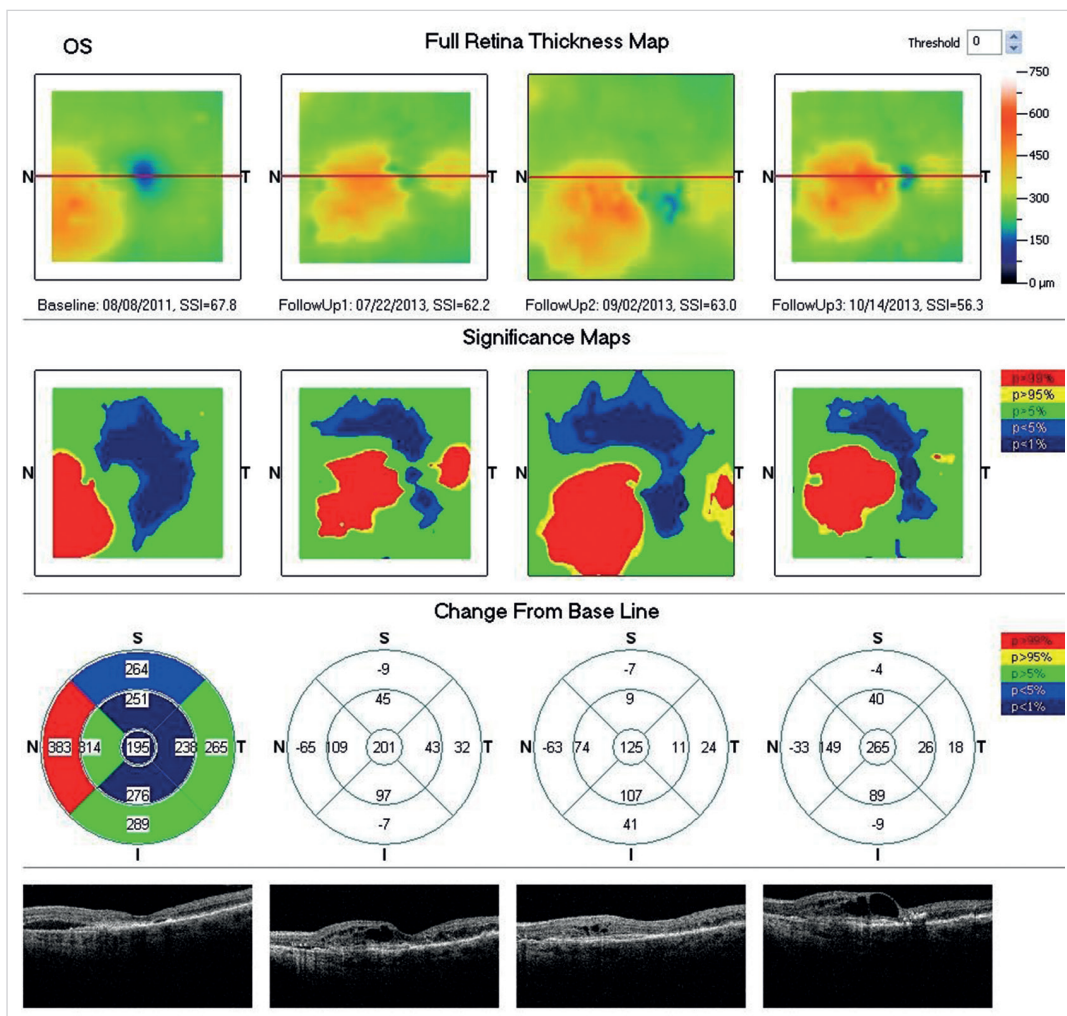 OS
Full Retina Thickness Map
Threshold 0
N T N T N T N T
750
600
450
300
150
0 µm
Baseline: 08/08/2011, SSI=67.8 FollowUp1: 07/22/2013, SSI=62.2 FollowUp2: 09/02/2013, SSI=63.0 FollowUp3: 10/14/2013, SSI=56.3
Significance Maps
p>99%
p>95%
p>5%
p<5%
p<1%
N T N T N T N T
Change From Base Line
p>99%
p>95%
p>5%
p<5%
p<1%
S S S S
264 -9 -7 -4
251 45 9 40
N 383 314 195 238 265 T N -65 109 201 43 32 T N -63 74 125 11 24 T N -33 149 265 26 18 T
276 97 107 89
289 -7 41 -9
I I I I